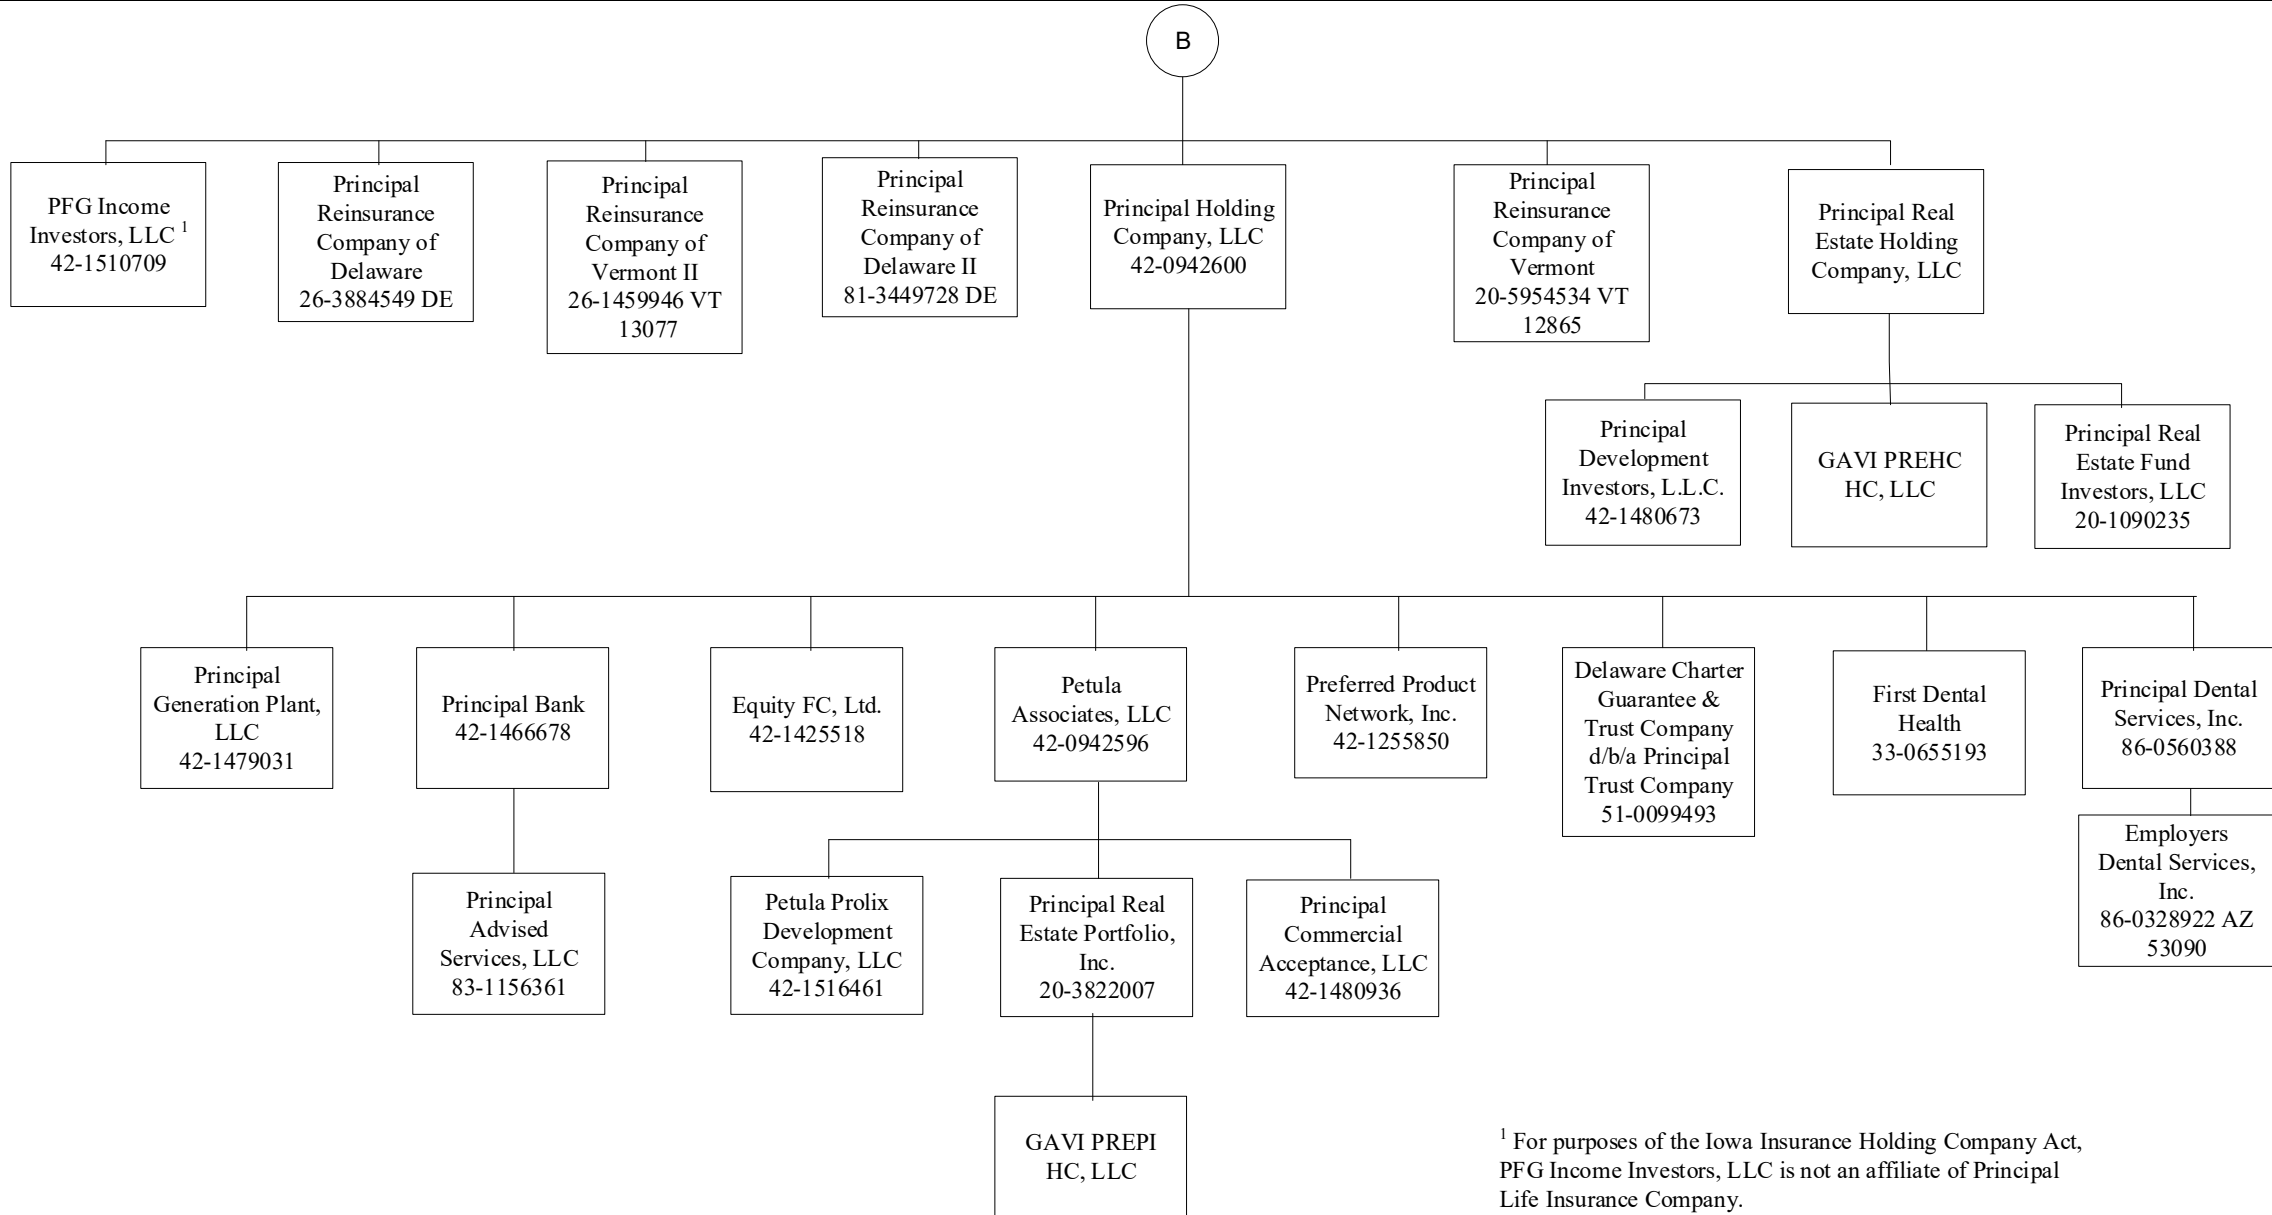 B
PFG Income
Investors, LLC 1
42-1510709
Principal
Reinsurance
Company of
Delaware
26-3884549 DE
Principal
Reinsurance
Company of
Vermont II
26-1459946 VT
13077
Principal
Reinsurance
Company of
Delaware II
81-3449728 DE
Principal Holding
Company, LLC
42-0942600
Principal
Reinsurance
Company of
Vermont
20-5954534 VT
12865
Principal Real
Estate Holding
Company, LLC
Principal
Development
Investors, L.L.C.
42-1480673
GAVI PREHC
HC, LLC
Principal Real
Estate Fund
Investors, LLC
20-1090235
Principal
Generation Plant,
LLC
42-1479031
Principal Bank
42-1466678
Equity FC, Ltd.
42-1425518
Petula
Associates, LLC
42-0942596
Preferred Product
Network, Inc.
42-1255850
Delaware Charter
Guarantee &
Trust Company
d/b/a Principal
Trust Company
51-0099493
First Dental
Health
33-0655193
Principal Dental
Services, Inc.
86-0560388
Principal
Advised
Services, LLC
83-1156361
Petula Prolix
Development
Company, LLC
42-1516461
Principal Real
Estate Portfolio,
Inc.
20-3822007
Principal
Commercial
Acceptance, LLC
42-1480936
Employers
Dental Services,
Inc.
86-0328922 AZ
53090
GAVI PREPI
HC, LLC
1 For purposes of the Iowa Insurance Holding Company Act,
PFG Income Investors, LLC is not an affiliate of Principal
Life Insurance Company.